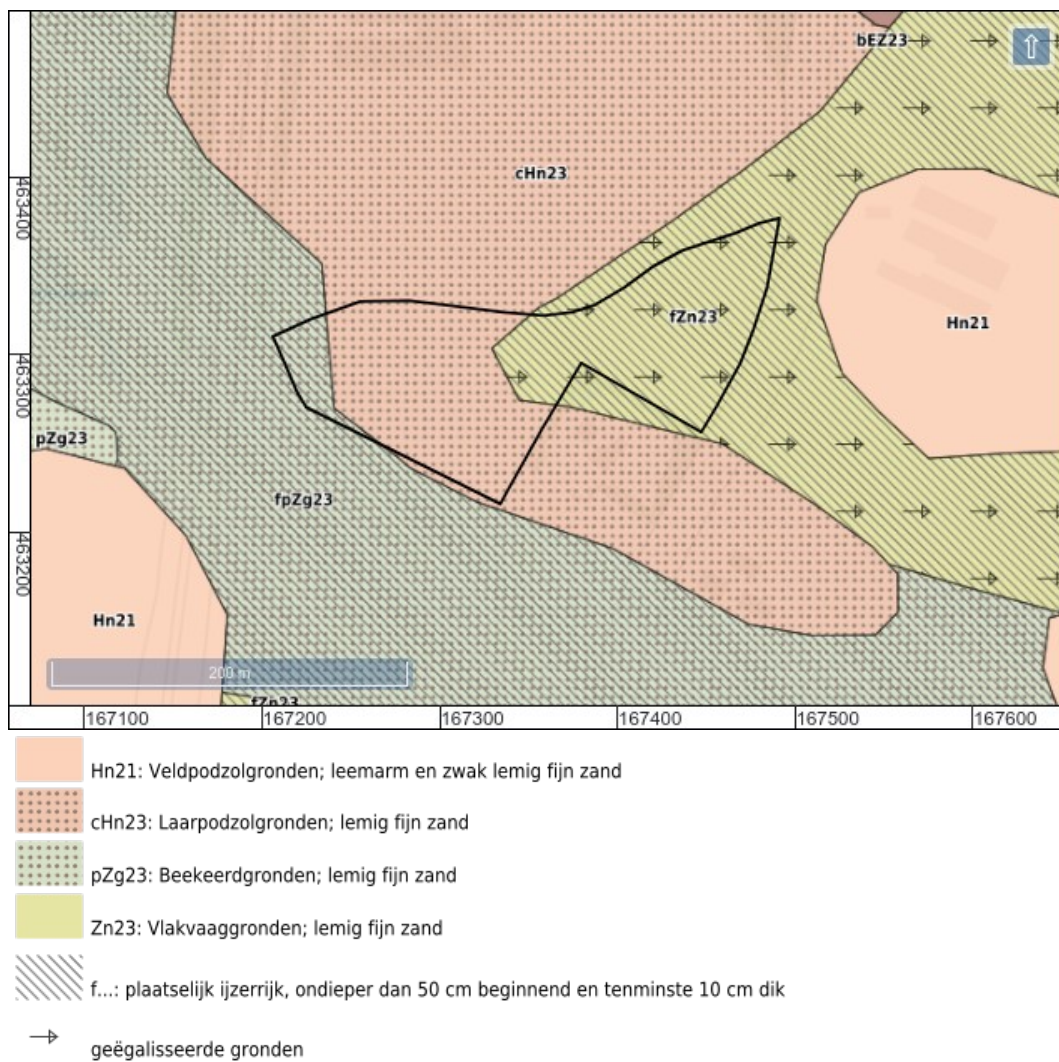 bEZ23
cHn23
463400
fZn23
Hn21
463300
pZg23
fpZg23
463200
Hn21
200 m
fZn23
167100 167200 167300 167400 167500 167600
Hn21: Veldpodzolgronden; leemarm en zwak lemig fijn zand
cHn23: Laarpodzolgronden; lemig fijn zand
pZg23: Beekeerdgronden; lemig fijn zand
Zn23: Vlakvaaggronden; lemig fijn zand
f...: plaatselijk ijzerrijk, ondieper dan 50 cm beginnend en tenminste 10 cm dik
geëgalisseerde gronden